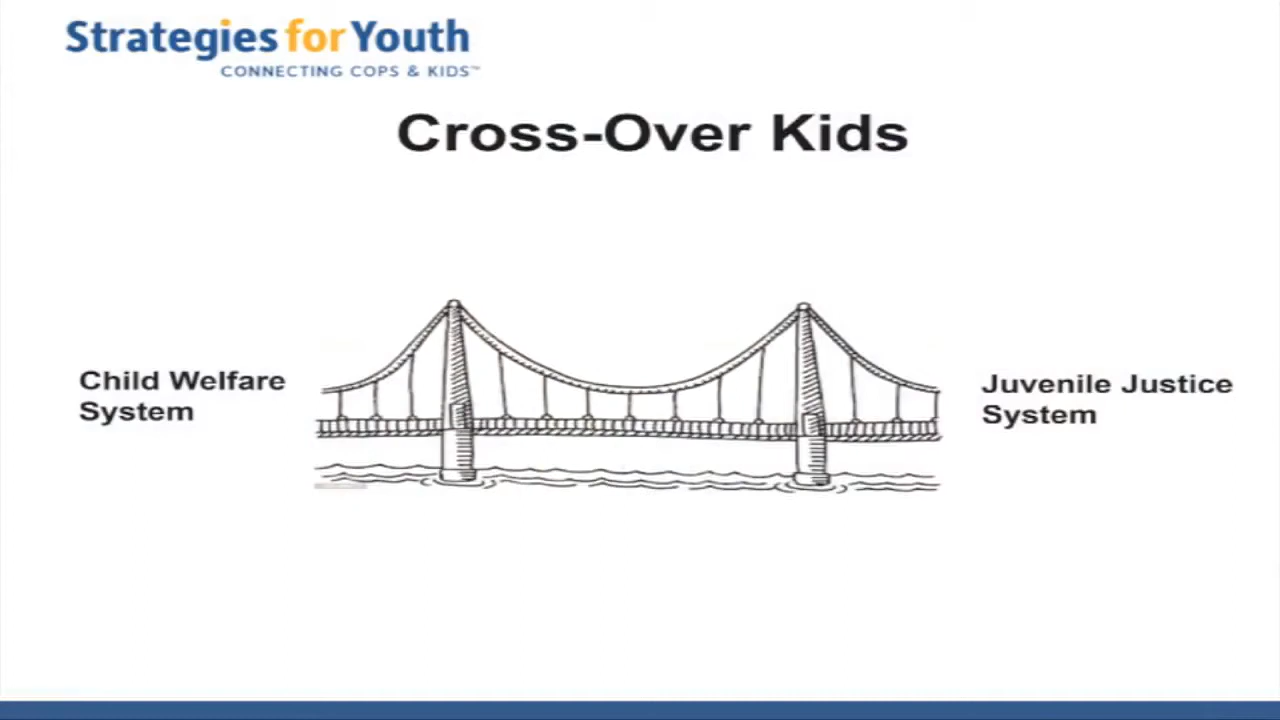 Strategies for Youth
CONNECTING COPS & KIDS™
Cross-Over Kids
Child Welfare
System
Juvenile Justice
System